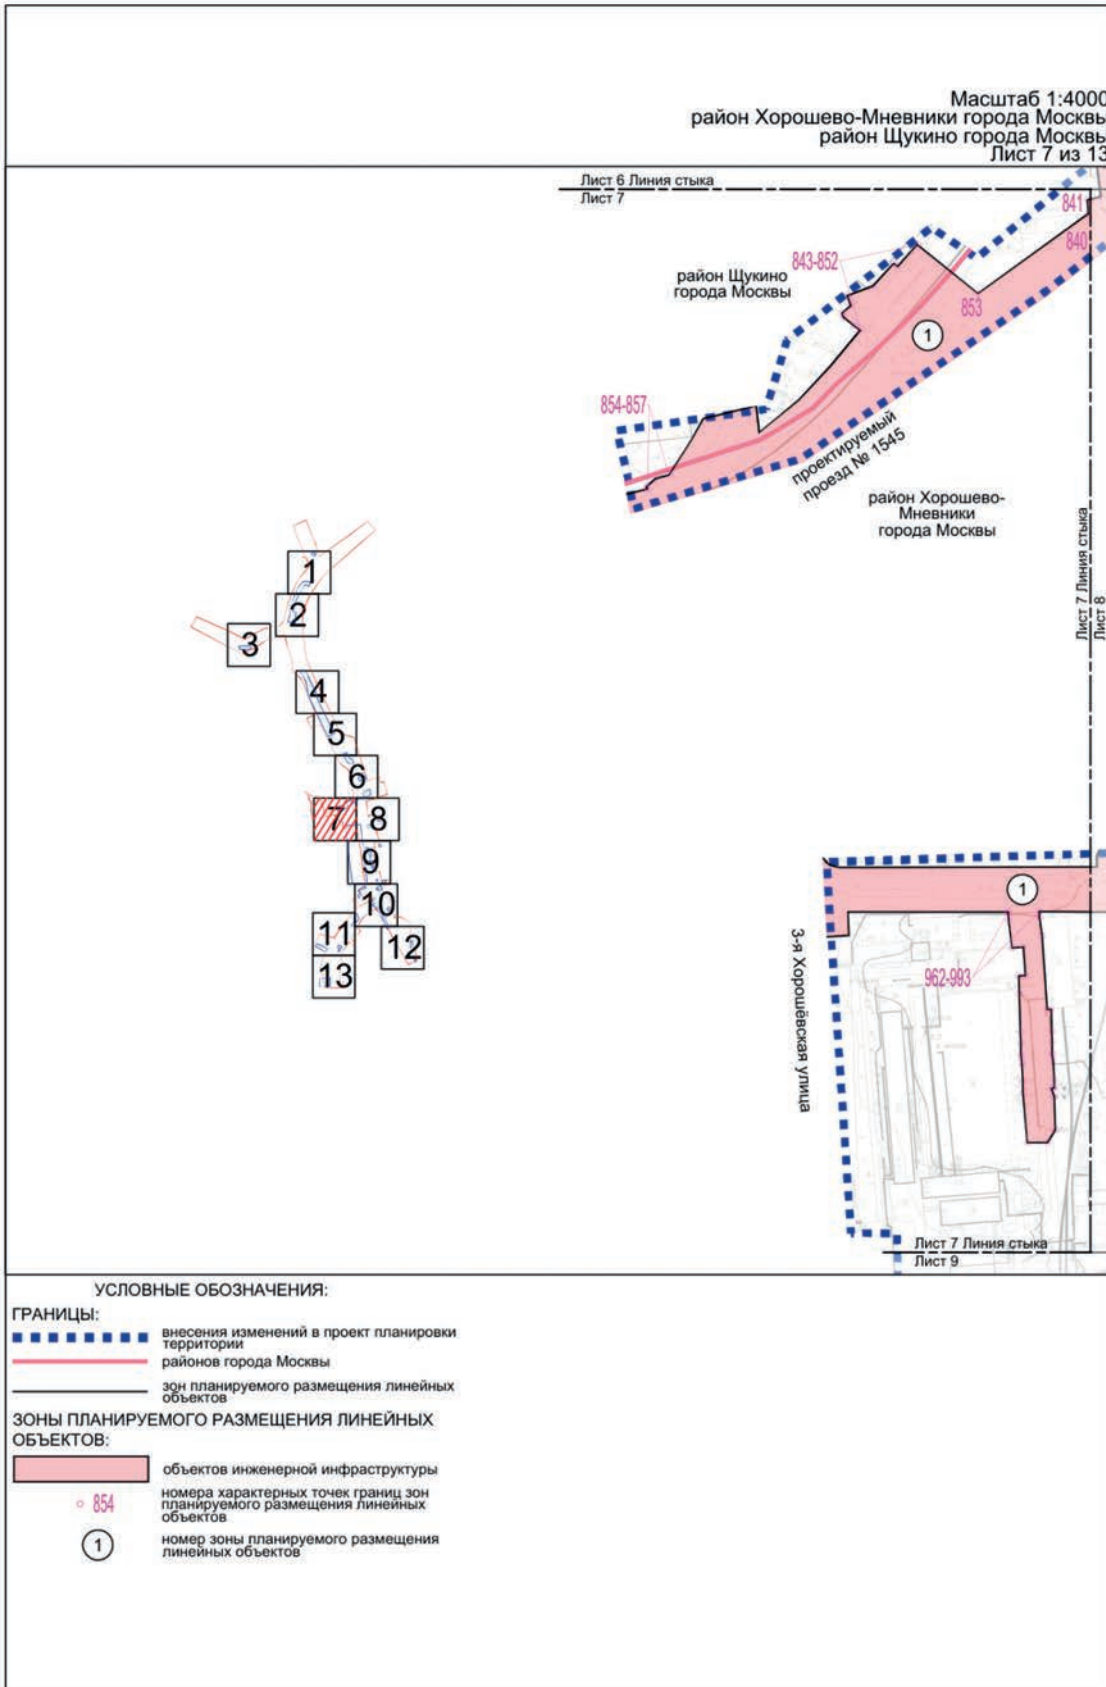 Масштаб 1:4000
район Хорошево-Мневники города Москвы
район Щукино города Москвы
Лист 7 из 13
Лист 6 Линия стыка
Лист 7
841
840
843-852
район Щукино
города Москвы
853
1
854-857
проектируемый
проезд № 1545
район Хорошево-
Мневники
города Москвы
Лист 7 Линия стыка
Лист 8
1
2
3
4
5
6
7
8
9
10
11
12
13
1
962-993
3-я Хорошёвская улица
Лист 7 Линия стыка
Лист 9
УСЛОВНЫЕ ОБОЗНАЧЕНИЯ:
ГРАНИЦЫ:
внесения изменений в проект планировки
территории
районов города Москвы
зон планируемого размещения линейных
объектов
ЗОНЫ ПЛАНИРУЕМОГО РАЗМЕЩЕНИЯ ЛИНЕЙНЫХ
ОБЪЕКТОВ:
объектов инженерной инфраструктуры
854
номера характерных точек границ зон
планируемого размещения линейных
объектов
1
номер зоны планируемого размещения
линейных объектов